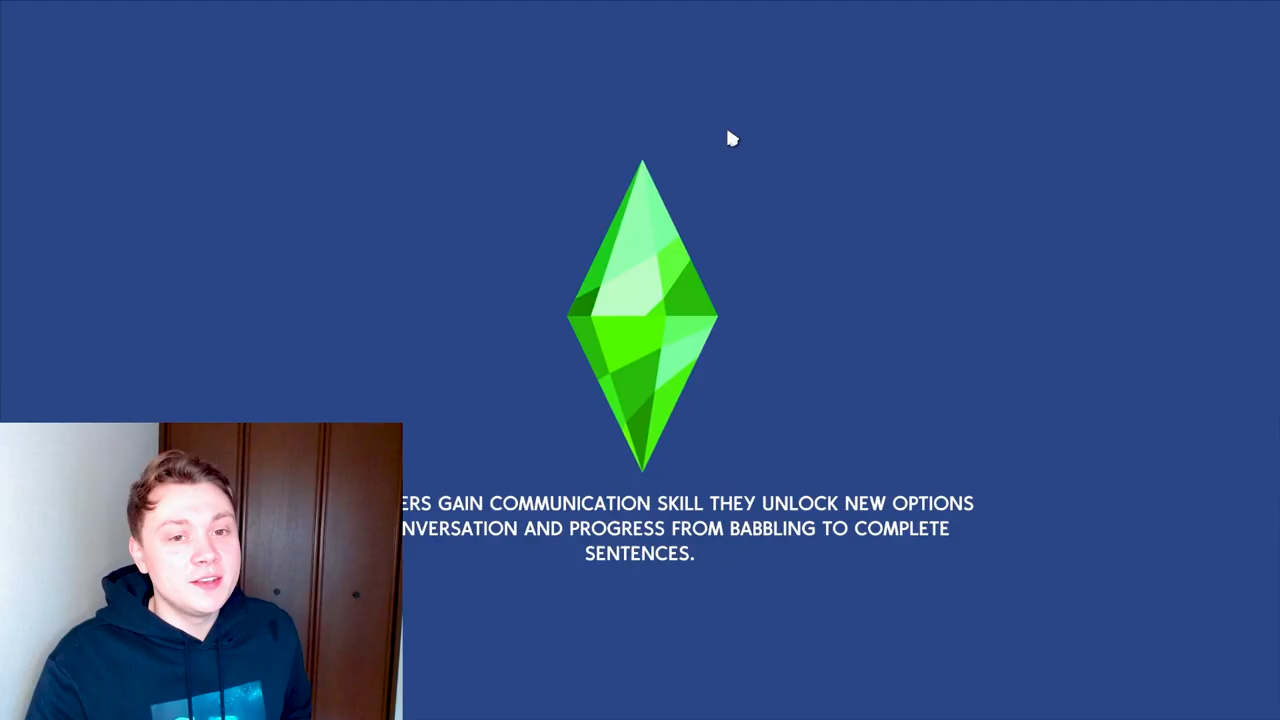 ERS GAIN COMMUNICATION SKILL THEY UNLOCK NEW OPTIONS
NVERSATION AND PROGRESS FROM BABBLING TO COMPLETE
SENTENCES.